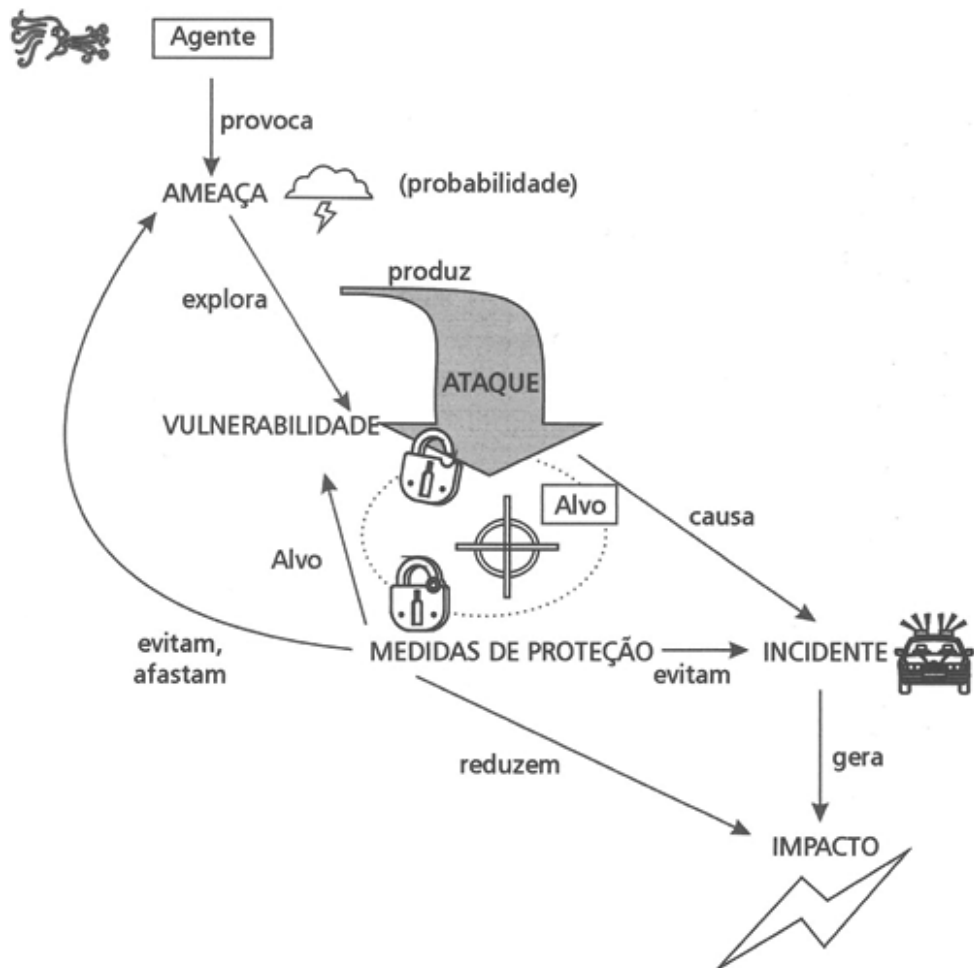 Agente
provoca
AMEAÇA
(probabilidade)
produz
explora
ATAQUE
VULNERABILIDADE
Alvo
causa
Alvo
evitam,
afastam
MEDIDAS DE PROTEÇÃO
evitam
INCIDENTE
reduzem
gera
IMPACTO